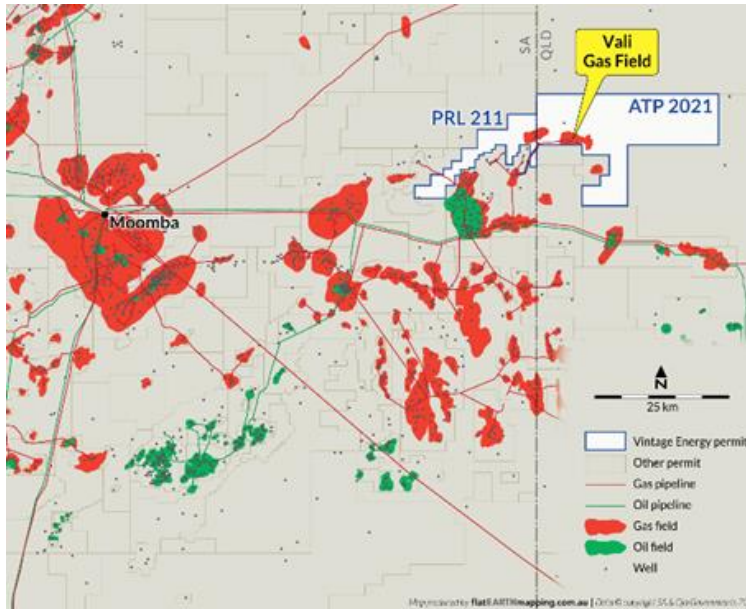 SA
QLD
Vali
Gas Field
PRL 211
ATP 2021
Moomba
N
25 km
Vintage Energy permit
Other permit
Gas pipeline
Oil pipeline
Gas field
Oil field
Well
Map produced by flatEARTHmapping.com.au |